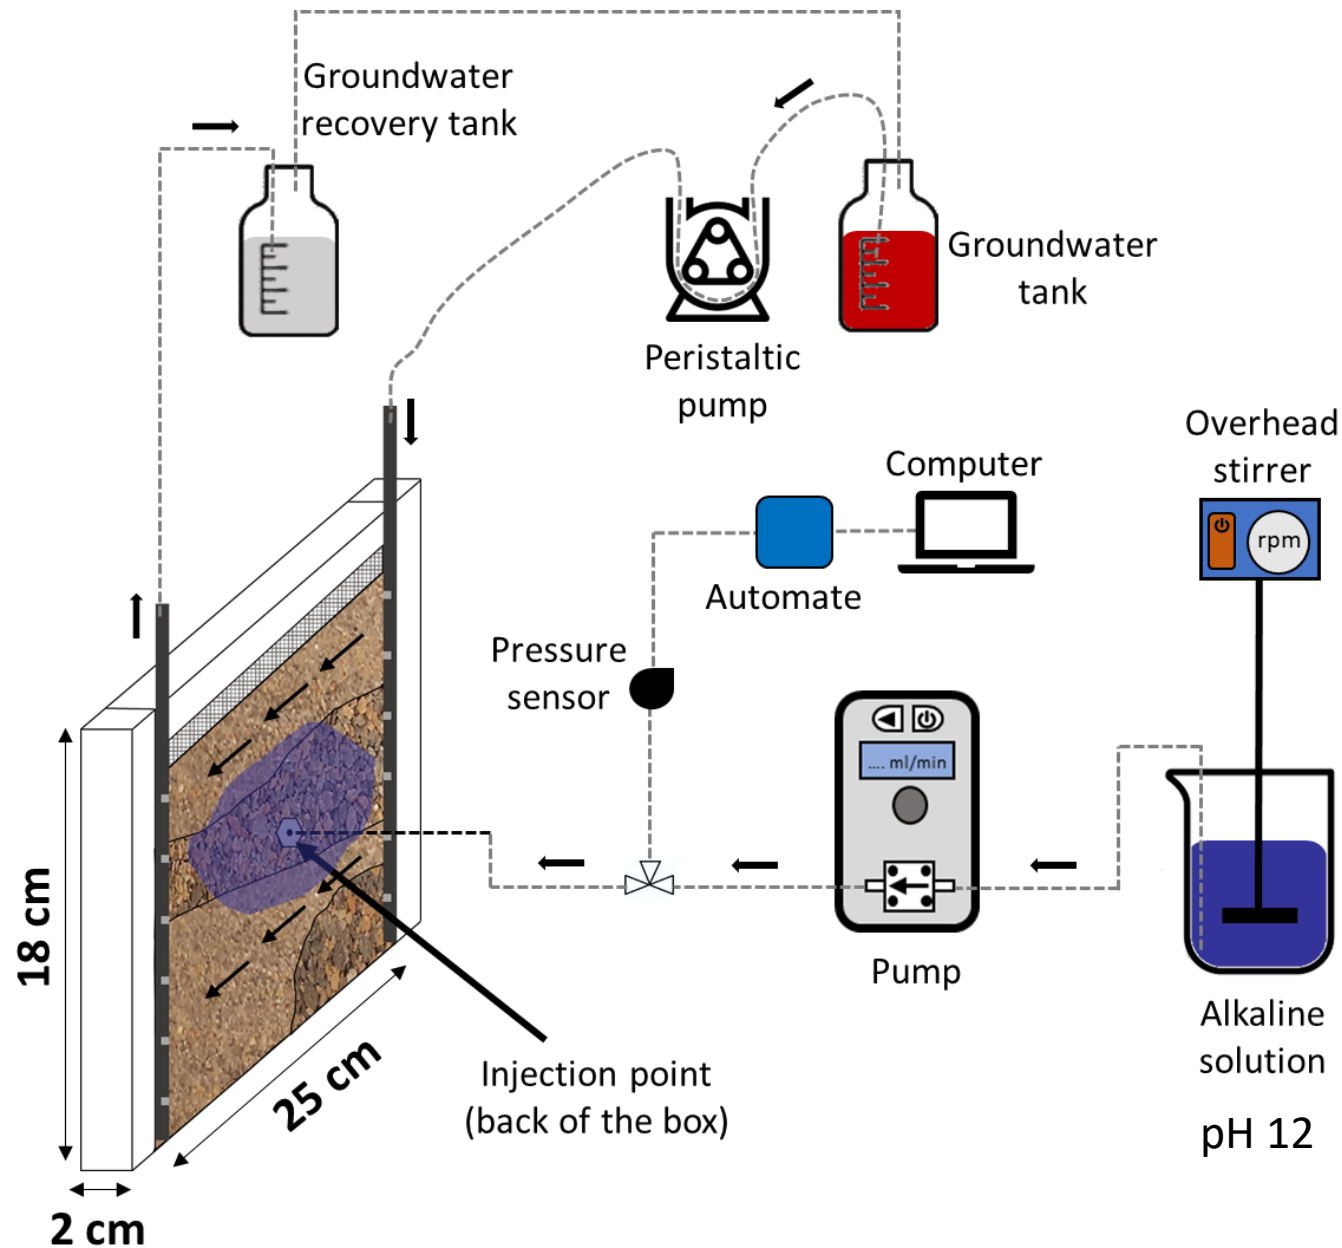 Groundwater
recovery tank
Groundwater
tank
Peristaltic
pump
Overhead
stirrer
rpm
Computer
Automate
Pressure
sensor
.... ml/min
Pump
Alkaline
solution
pH 12
Injection point
(back of the box)
18 cm
25 cm
2 cm